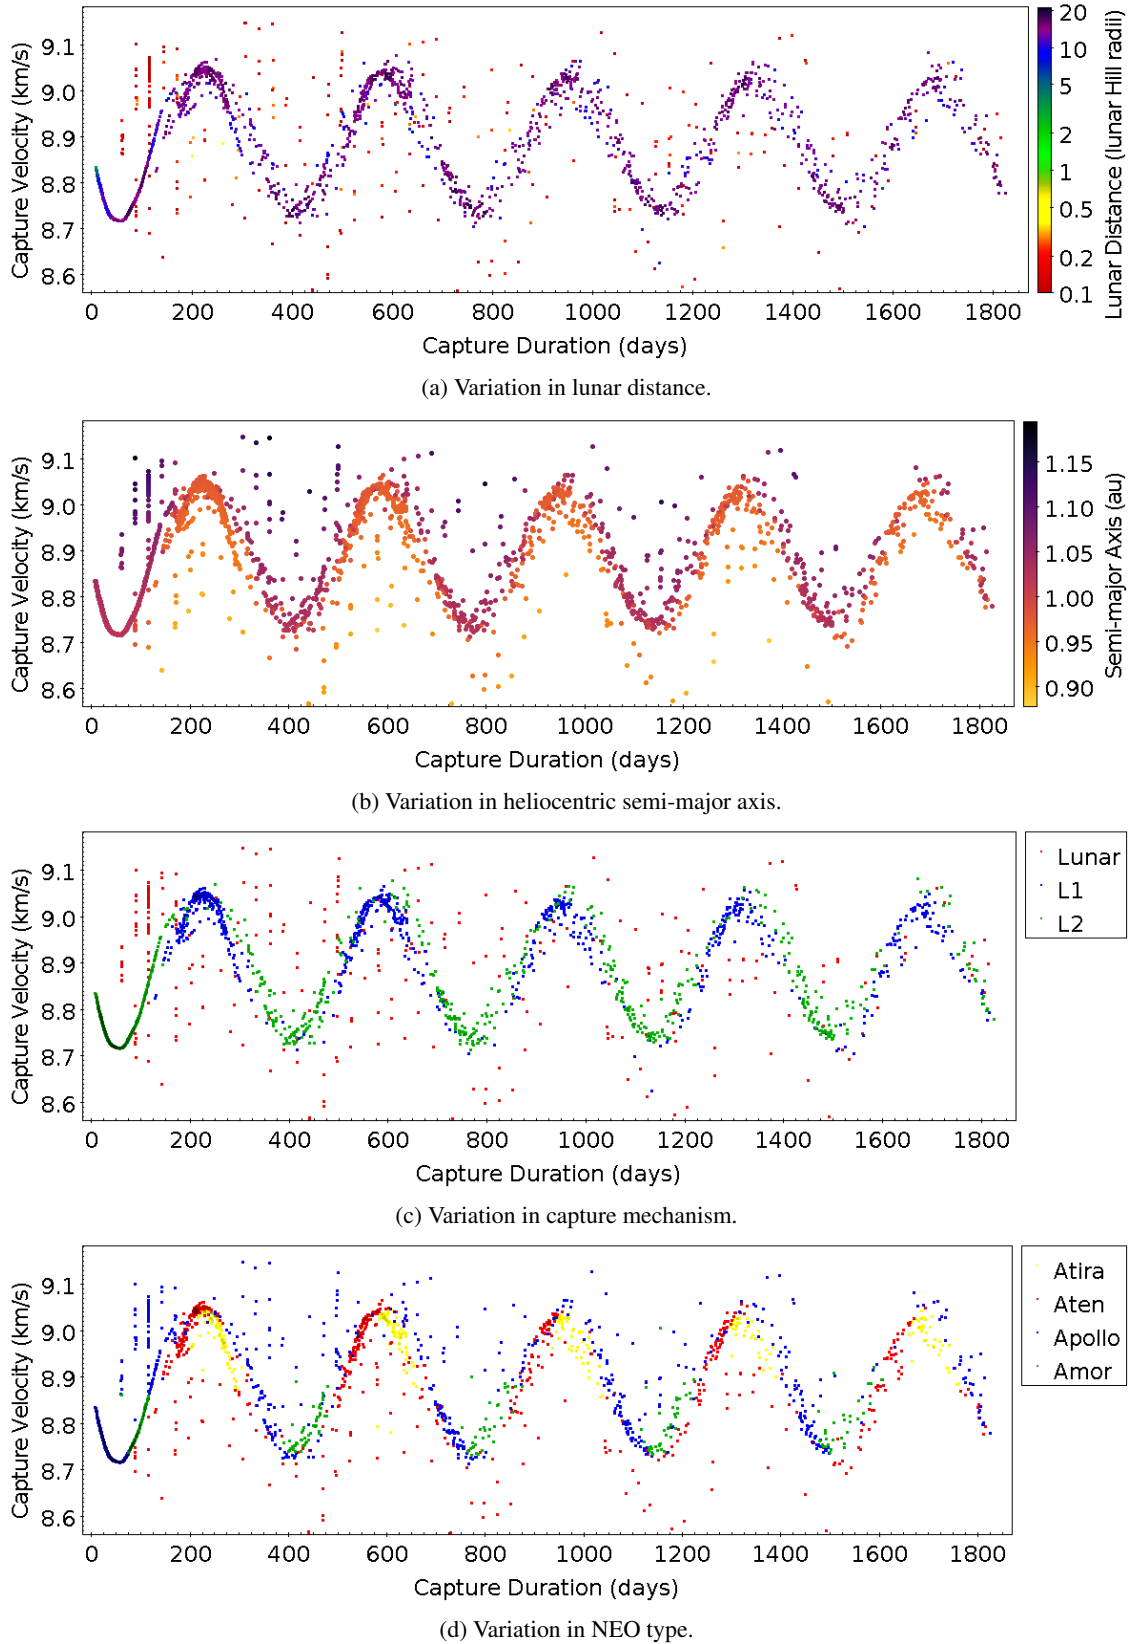 9.1
9.0
8.9
8.8
8.7
8.6
Capture Velocity (km/s)
0 200 400 600 800 1000 1200 1400 1600 1800
Capture Duration (days)
20
10
5
2
1
0.5
0.2
0.1
Lunar Distance (lunar Hill radii)
(a) Variation in lunar distance.
9.1
9.0
8.9
8.8
8.7
8.6
Capture Velocity (km/s)
0 200 400 600 800 1000 1200 1400 1600 1800
Capture Duration (days)
1.15
1.10
1.05
1.00
0.95
0.90
Semi-major Axis (au)
(b) Variation in heliocentric semi-major axis.
9.1
9.0
8.9
8.8
8.7
8.6
Capture Velocity (km/s)
0 200 400 600 800 1000 1200 1400 1600 1800
Capture Duration (days)
Lunar
L1
L2
(c) Variation in capture mechanism.
9.1
9.0
8.9
8.8
8.7
8.6
Capture Velocity (km/s)
0 200 400 600 800 1000 1200 1400 1600 1800
Capture Duration (days)
Atira
Aten
Apollo
Amor
(d) Variation in NEO type.